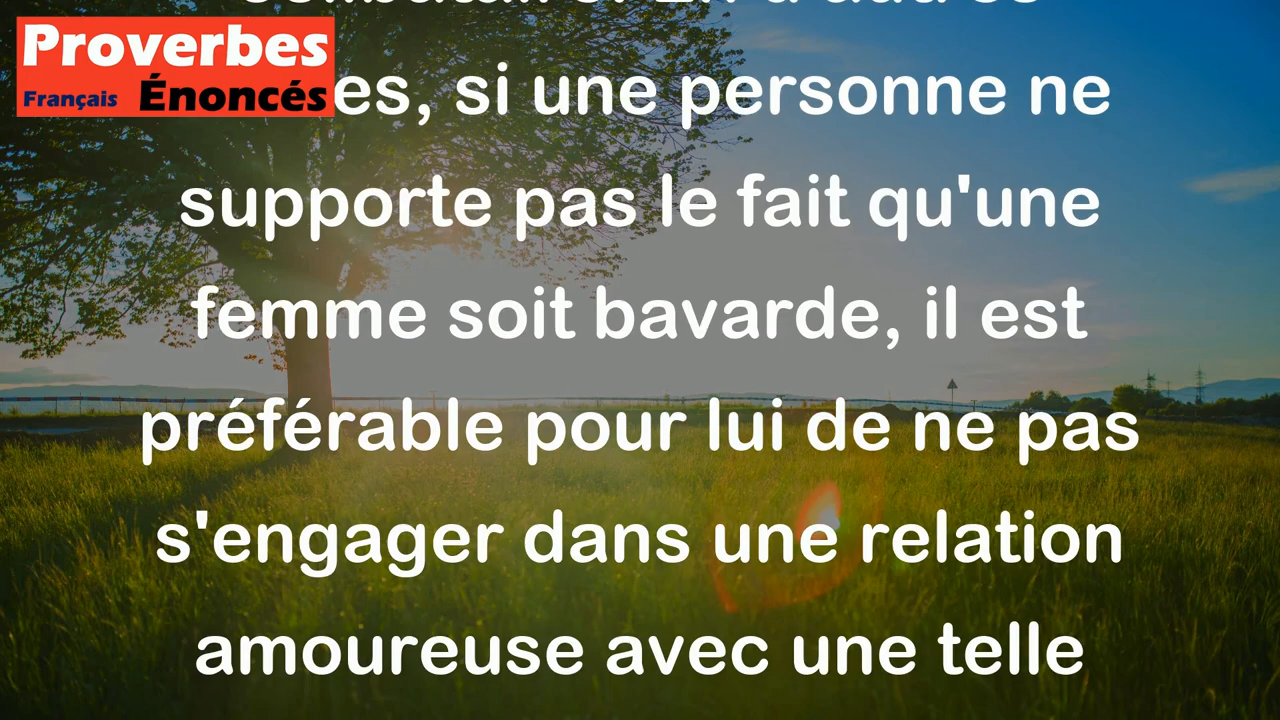 Proverbes
Français Énoncés
es, si une personne ne
supporte pas le fait qu'une
femme soit bavarde, il est
préférable pour lui de ne pas
s'engager dans une relation
amoureuse avec une telle